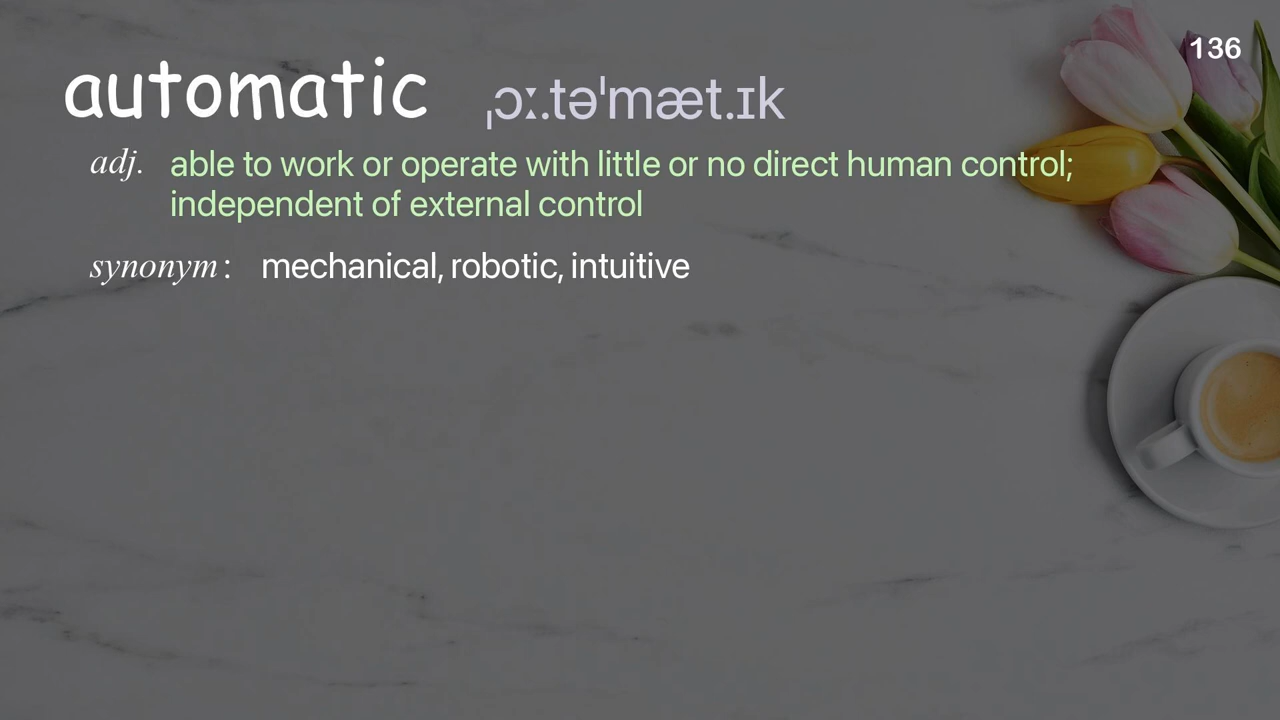 136
automatic ˌɔː.təˈmæt.ɪk
adj. able to work or operate with little or no direct human control;
independent of external control
synonym : mechanical, robotic, intuitive